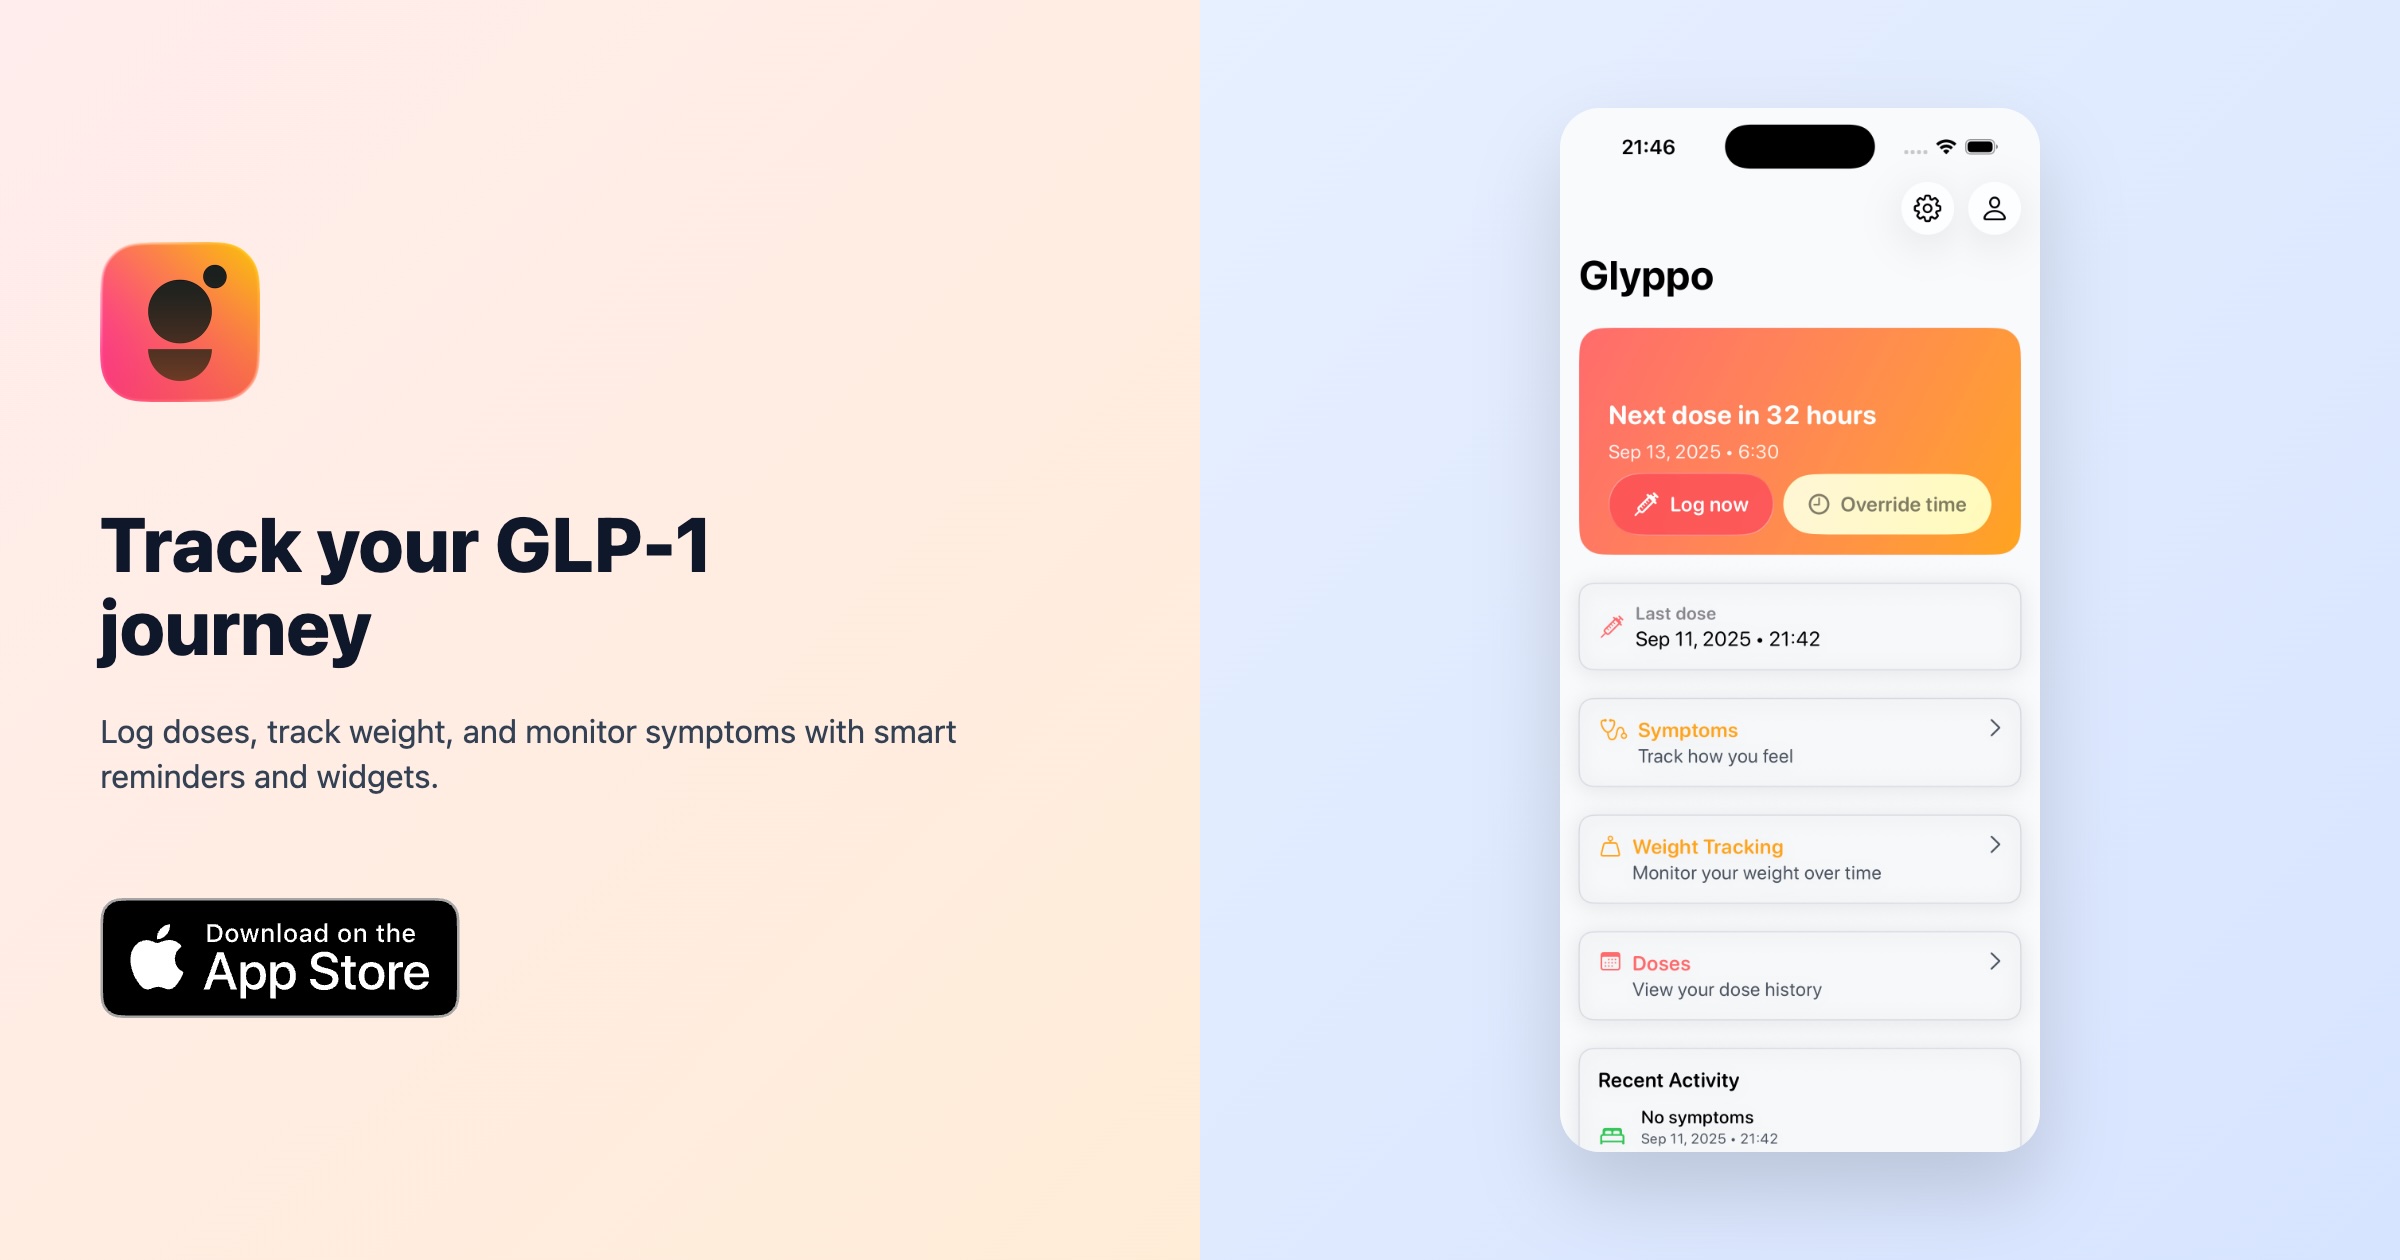 Track your GLP-1
journey
Log doses, track weight, and monitor symptoms with smart
reminders and widgets.
Download on the
App Store
21:46
Glyppo
Next dose in 32 hours
Sep 13, 2025 • 6:30
Log now
Override time
Last dose
Sep 11, 2025 • 21:42
Symptoms
Track how you feel
Weight Tracking
Monitor your weight over time
Doses
View your dose history
Recent Activity
No symptoms
Sep 11, 2025 • 21:42